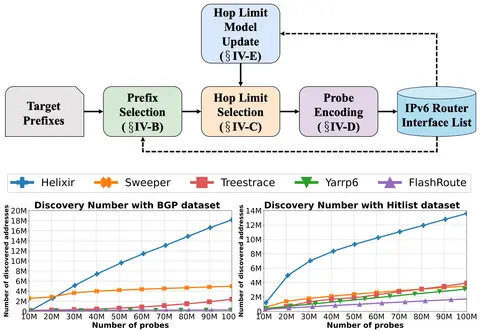 Hop Limit
Model
Update
(§IV-E)
Target
Prefixes
Prefix
Selection
(§IV-B)
Hop Limit
Selection
(§IV-C)
Probe
Encoding
(§IV-D)
IPv6 Router
Interface List
Helixir
Sweeper
Treestrace
Yarrp6
FlashRoute
Discovery Number with BGP dataset
Number of discovered addresses
20M
18M
16M
14M
12M
10M
8M
6M
4M
2M
0
10M 20M 30M 40M 50M 60M 70M 80M 90M 100M
Number of probes
Discovery Number with Hitlist dataset
Number of discovered addresses
14M
12M
10M
8M
6M
4M
2M
0
10M 20M 30M 40M 50M 60M 70M 80M 90M 100M
Number of probes